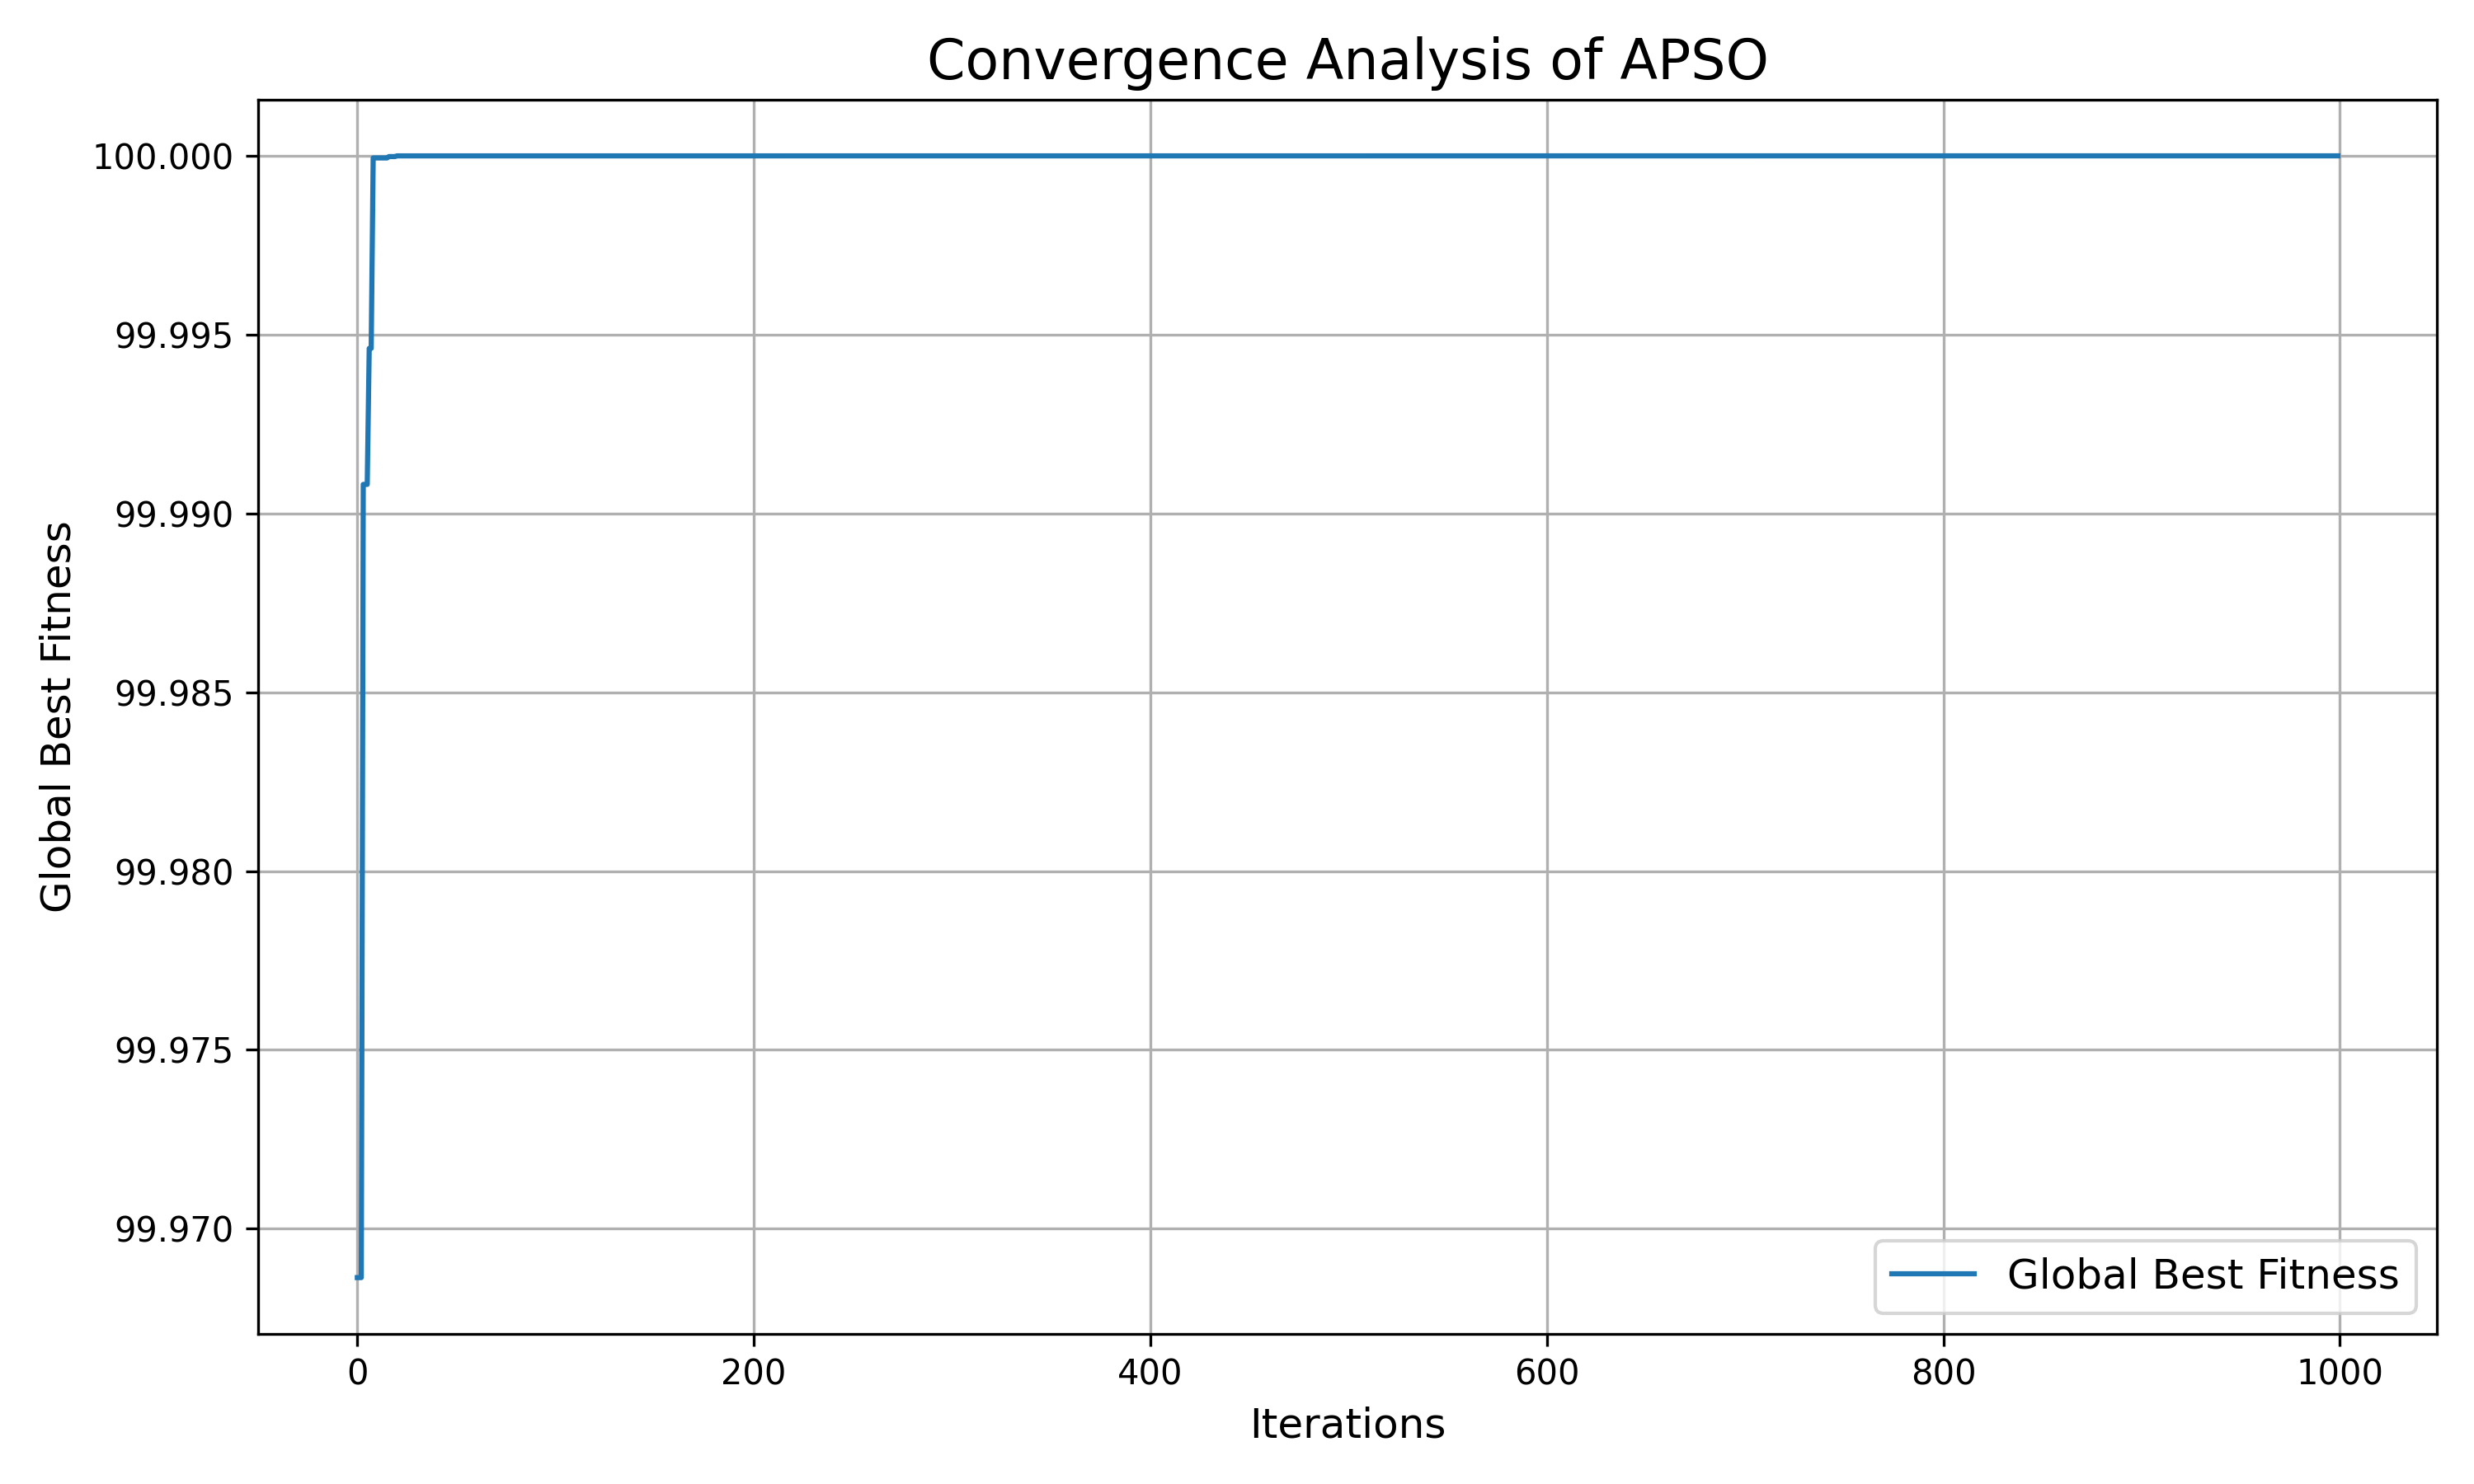 Convergence Analysis of APSO
Global Best Fitness
100.000
99.995
99.990
99.985
99.980
99.975
99.970
Global Best Fitness
0 200 400 600 800 1000
Iterations